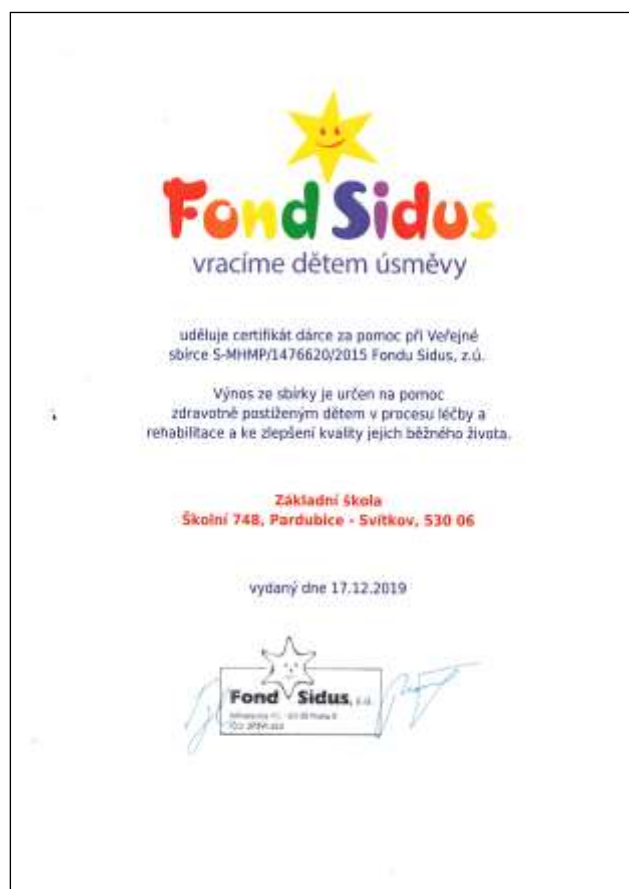 Fond Sidus
vracíme dětem úsměvy
uděluje certifikát dárce za pomoc při Veřejné
sbírce S-MHMP/1476620/2015 Fondu Sidus, z.ú.
Výnos ze sbírky je určen na pomoc
zdravotně postiženým dětem v procesu léčby a
rehabilitace a ke zlepšení kvality jejich běžného života.
Základní škola
Školní 748, Pardubice - Svítkov, 530 06
vydaný dne 17.12.2019
Fond Sidus, z.ú.